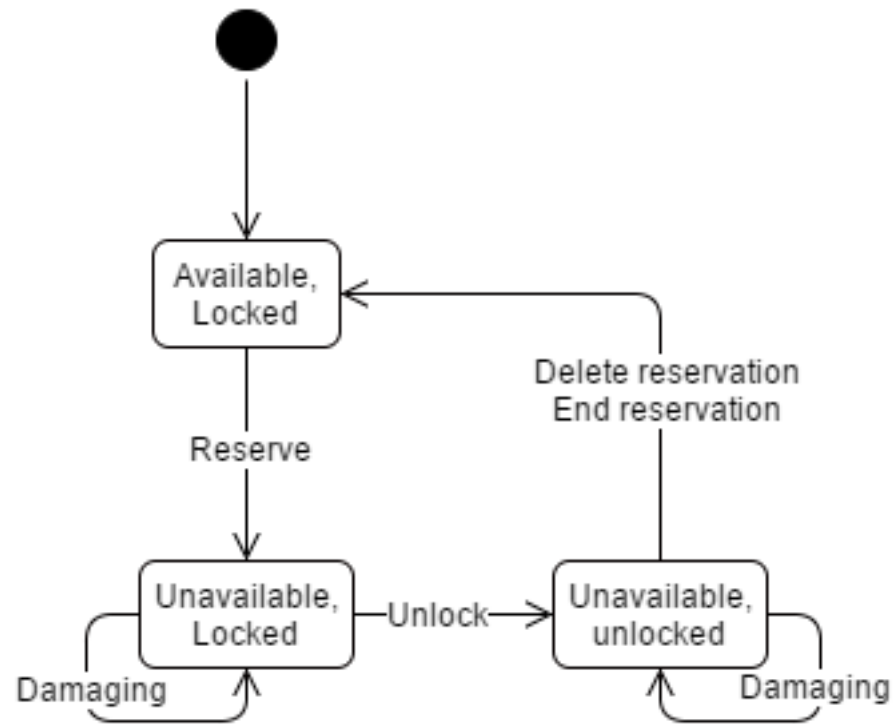 Available,
Locked
Delete reservation
End reservation
Reserve
Unavailable,
Locked
Unlock
Unavailable,
unlocked
Damaging
Damaging